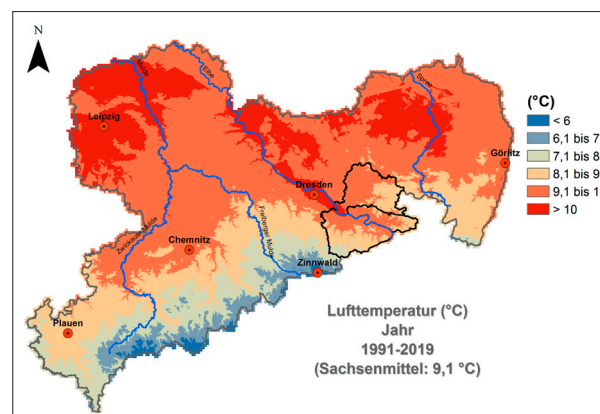 N
Mulde
Elbe
Spree
Leipzig
(°C)
< 6
6,1 bis 7
7,1 bis 8
8,1 bis 9
9,1 bis 1
> 10
Görlitz
Dresden
Freiberger Mulde
Zwickauer Mulde
Chemnitz
Zinnwald
Plauen
Lufttemperatur (°C)
Jahr
1991-2019
(Sachsenmittel: 9,1 °C)